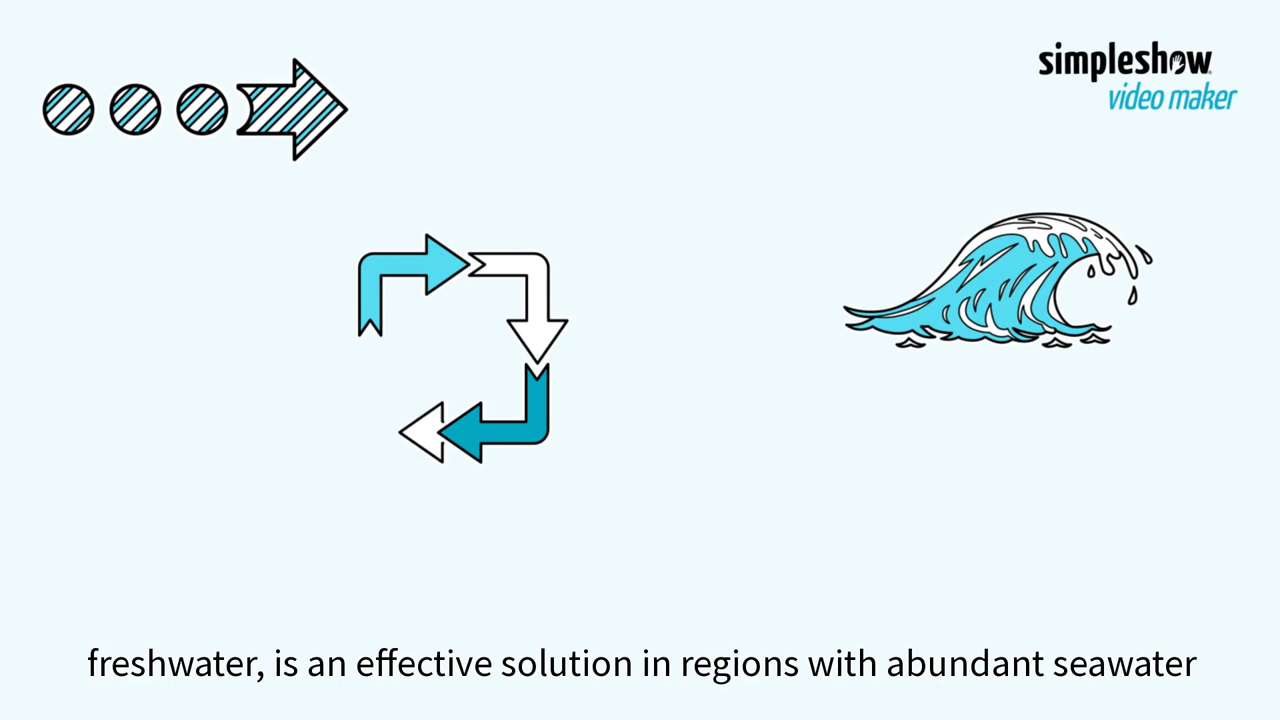 simpleshow
video maker
freshwater, is an effective solution in regions with abundant seawater